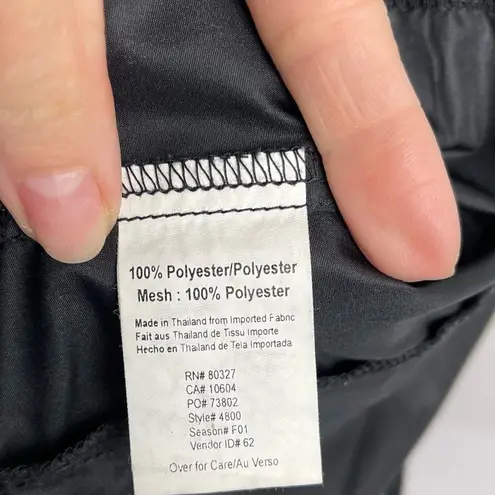 100% Polyester/Polyester
Mesh : 100% Polyester
Made in Thailand from Imported Fabric
Fait aus Thailand de Tissu Importe
Hecho en Thailand de Tela Importada
RN# 80327
CA# 10604
PO# 73802
Style# 4800
Season# F01
Vendor ID# 62
Over for Care/Au Verso